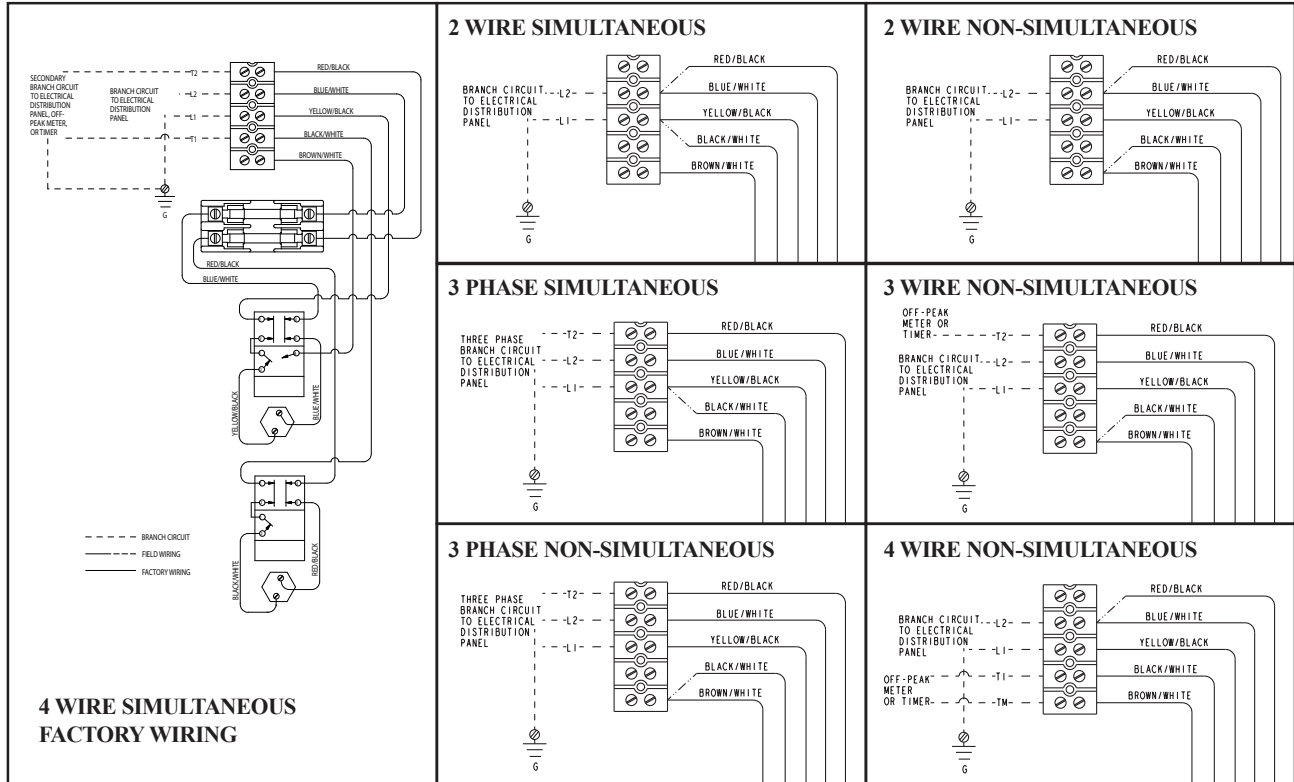 SECONDARY
BRANCH CIRCUIT
TO ELECTRICAL
DISTRIBUTION
PANEL, OFF-
PEAK METER,
OR TIMER
BRANCH CIRCUIT
TO ELECTRICAL
DISTRIBUTION
PANEL
T2
L2
L1
T1
RED/BLACK
BLUE/WHITE
YELLOW/BLACK
BLACK/WHITE
BROWN/WHITE
G
RED/BLACK
BLUE/WHITE
YELLOW/BLACK
BLUE/WHITE
BLACK/WHITE
RED/BLACK
BRANCH CIRCUIT
FIELD WIRING
FACTORY WIRING
4 WIRE SIMULTANEOUS
FACTORY WIRING
2 WIRE SIMULTANEOUS
BRANCH CIRCUIT
TO ELECTRICAL
DISTRIBUTION
PANEL
L2
L1
RED/BLACK
BLUE/WHITE
YELLOW/BLACK
BLACK/WHITE
BROWN/WHITE
G
2 WIRE NON-SIMULTANEOUS
BRANCH CIRCUIT
TO ELECTRICAL
DISTRIBUTION
PANEL
L2
L1
RED/BLACK
BLUE/WHITE
YELLOW/BLACK
BLACK/WHITE
BROWN/WHITE
G
3 PHASE SIMULTANEOUS
THREE PHASE
BRANCH CIRCUIT
TO ELECTRICAL
DISTRIBUTION
PANEL
T2
L2
L1
RED/BLACK
BLUE/WHITE
YELLOW/BLACK
BLACK/WHITE
BROWN/WHITE
G
3 WIRE NON-SIMULTANEOUS
OFF-PEAK
METER OR
TIMER
BRANCH CIRCUIT
TO ELECTRICAL
DISTRIBUTION
PANEL
T2
L2
L1
RED/BLACK
BLUE/WHITE
YELLOW/BLACK
BLACK/WHITE
BROWN/WHITE
G
3 PHASE NON-SIMULTANEOUS
THREE PHASE
BRANCH CIRCUIT
TO ELECTRICAL
DISTRIBUTION
PANEL
T2
L2
L1
RED/BLACK
BLUE/WHITE
YELLOW/BLACK
BLACK/WHITE
BROWN/WHITE
G
4 WIRE NON-SIMULTANEOUS
BRANCH CIRCUIT
TO ELECTRICAL
DISTRIBUTION
PANEL
OFF-PEAK
METER
OR TIMER
L2
L1
T1
TM
RED/BLACK
BLUE/WHITE
YELLOW/BLACK
BLACK/WHITE
BROWN/WHITE
G